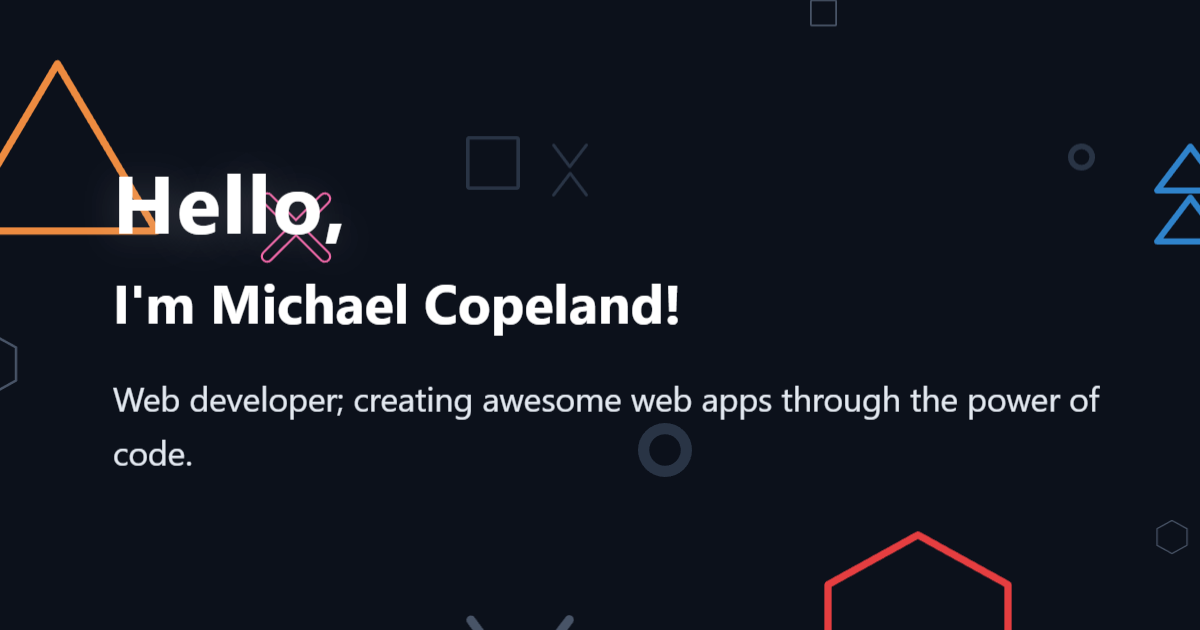 Hello,
I'm Michael Copeland!
Web developer; creating awesome web apps through the power of
code.